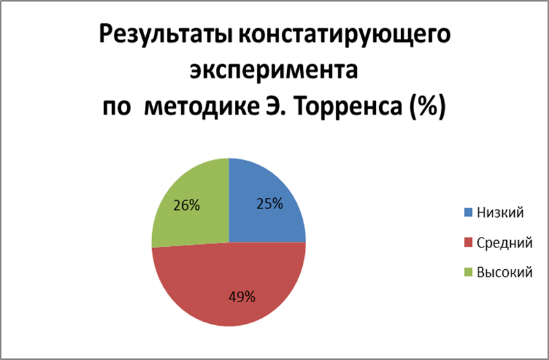 Результаты констатирующего
эксперимента
по методике Э. Торренса (%)
26%
25%
49%
Низкий
Средний
Высокий